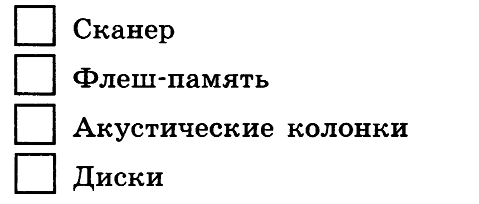 Сканер
Флеш-память
Акустические колонки
Диски